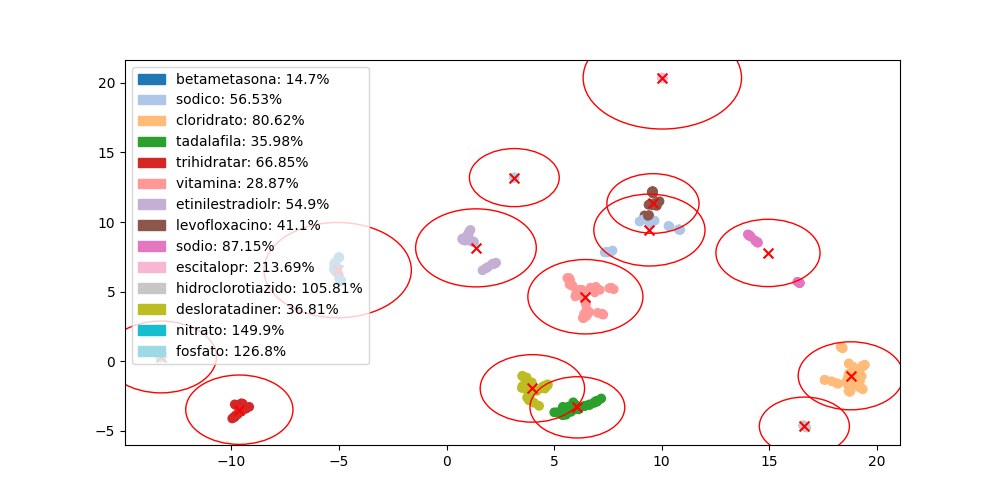 20
15
10
5
0
−5
betametasona: 14.7%
sodico: 56.53%
cloridrato: 80.62%
tadalafila: 35.98%
trihidratar: 66.85%
vitamina: 28.87%
etinilestradiolr: 54.9%
levofloxacino: 41.1%
sodio: 87.15%
escitalopr: 213.69%
hidroclorotiazido: 105.81%
desloratadiner: 36.81%
nitrato: 149.9%
fosfato: 126.8%
−10
−5
0
5
10
15
20